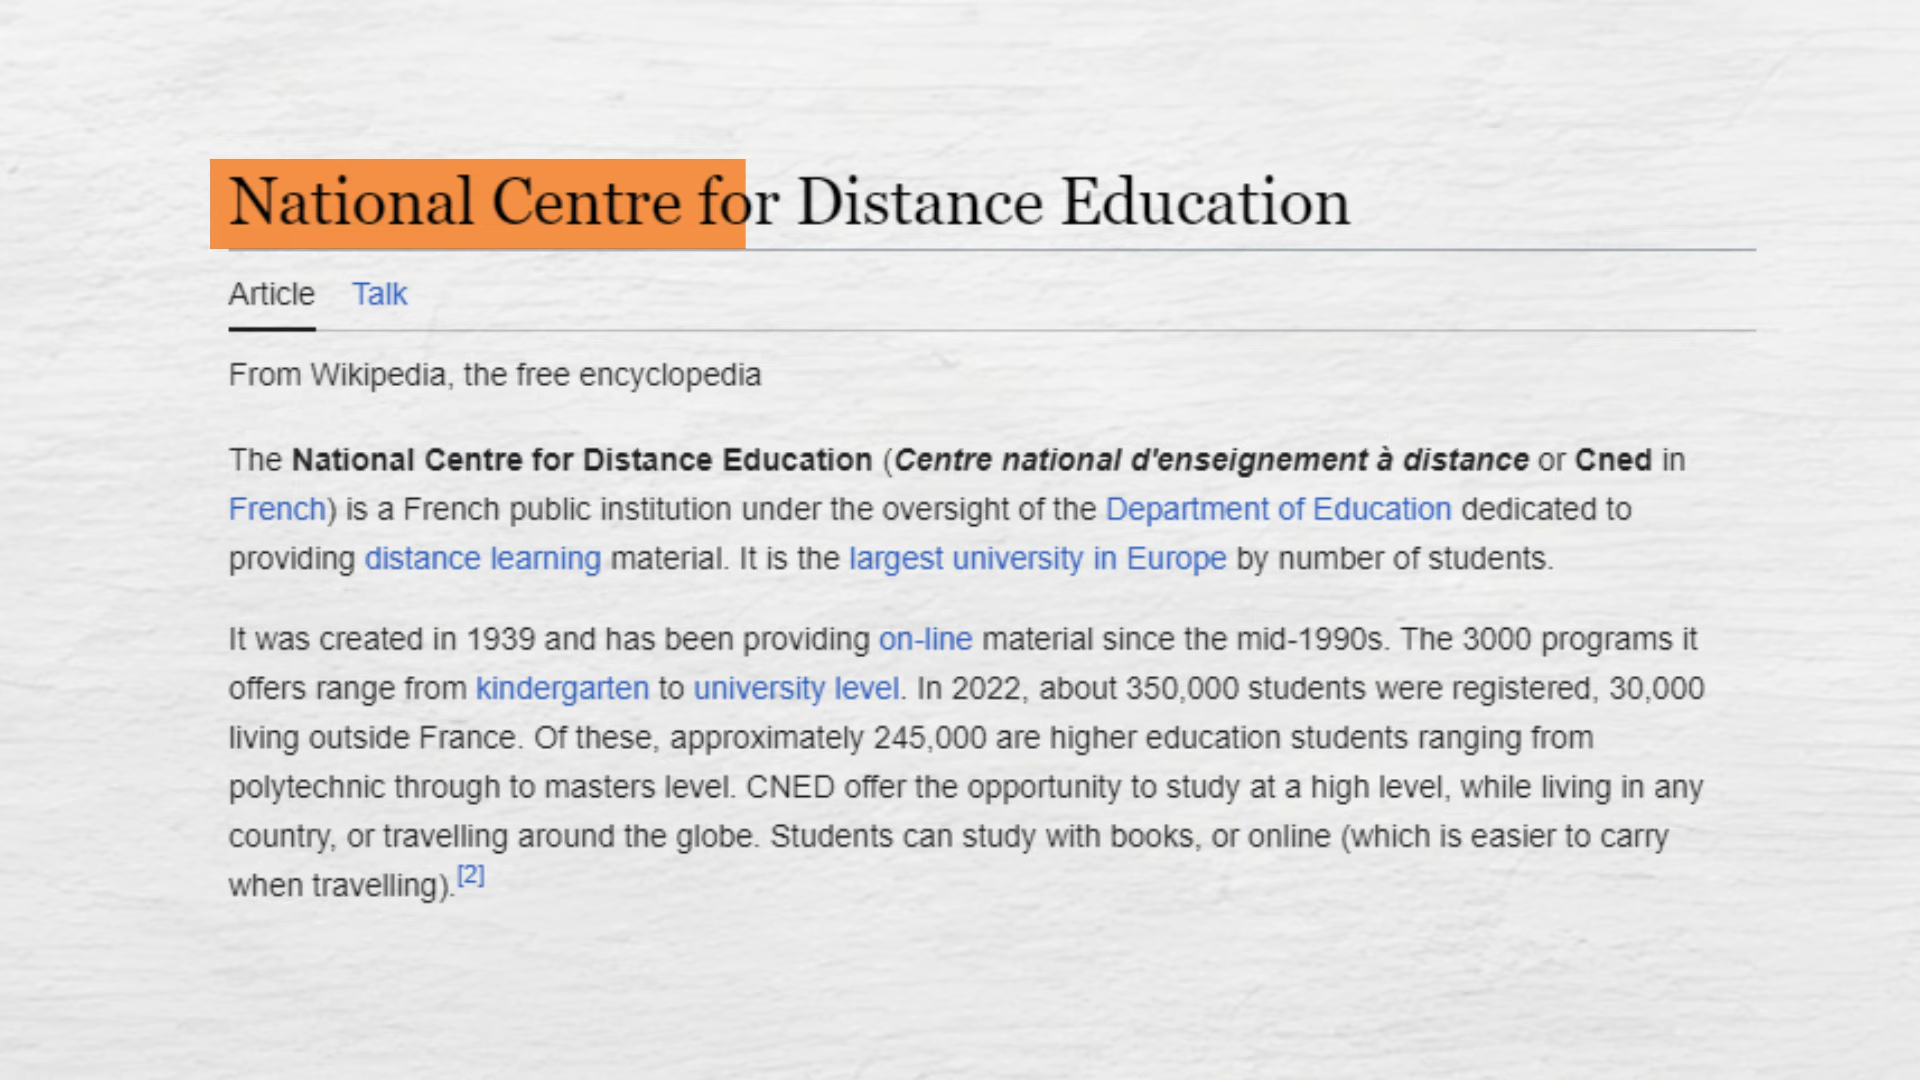 National Centre for Distance Education
Article Talk
From Wikipedia, the free encyclopedia
The National Centre for Distance Education (Centre national d'enseignement à distance or Cned in
French) is a French public institution under the oversight of the Department of Education dedicated to
providing distance learning material. It is the largest university in Europe by number of students.
It was created in 1939 and has been providing on-line material since the mid-1990s. The 3000 programs it
offers range from kindergarten to university level. In 2022, about 350,000 students were registered, 30,000
living outside France. Of these, approximately 245,000 are higher education students ranging from
polytechnic through to masters level. CNED offer the opportunity to study at a high level, while living in any
country, or travelling around the globe. Students can study with books, or online (which is easier to carry
when travelling).[2]